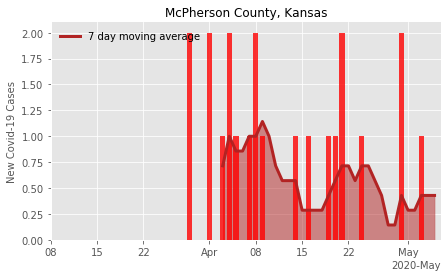 McPherson County, Kansas
7 day moving average
New Covid-19 Cases
2.00
1.75
1.50
1.25
1.00
0.75
0.50
0.25
0.00
08 15 22 Apr 08 15 22 May
2020-May